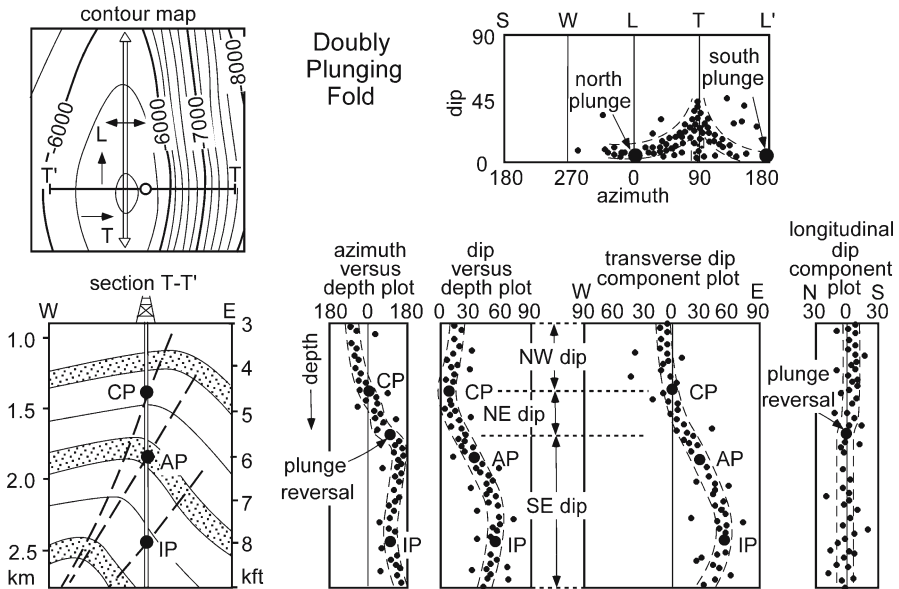 contour map
-6000
6000
-7000
-8000
L
T'
T
T
Doubly
Plunging
Fold
S W L T L'
90
45
0
dip
north
plunge
south
plunge
180 270 0 90 180
azimuth
section T-T'
W E
1.0
1.5
2.0
2.5
km
3
4
5
6
7
8
kft
CP
AP
IP
azimuth
versus
depth plot
180 0 180
depth
CP
plunge
reversal
IP
dip
versus
depth plot
0 30 60 90
CP
AP
IP
NW dip
NE dip
SE dip
transverse dip
component plot
W E
90 60 30 0 30 60 90
CP
AP
IP
longitudinal
dip
component
plot
N S
30 0 30
plunge
reversal